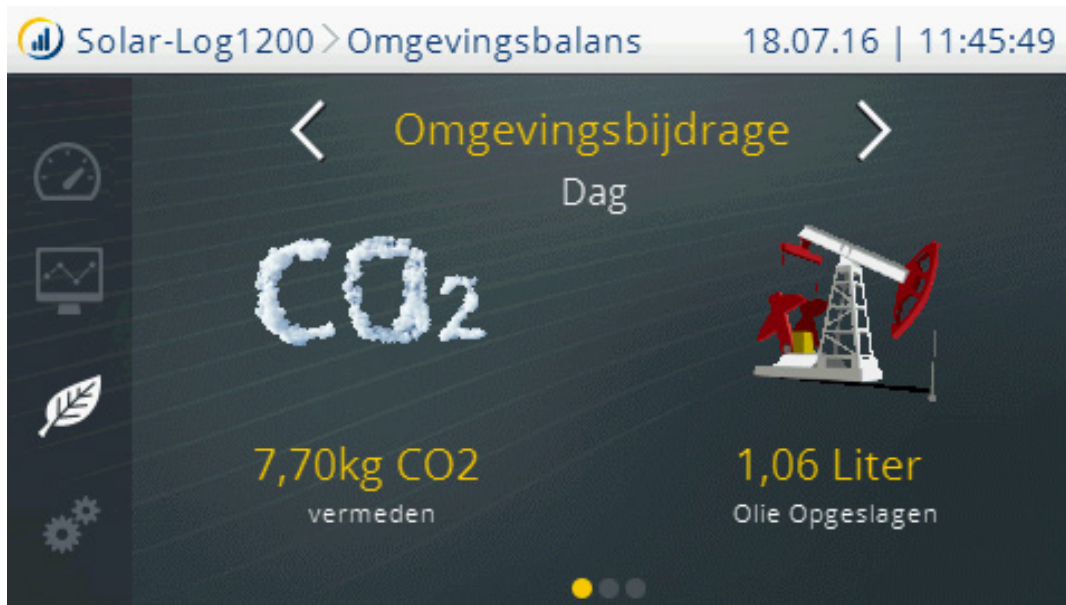 Solar-Log1200 > Omgevingsbalans 18.07.16 | 11:45:49
Omgevingsbijdrage
Dag
CO2
7,70kg CO2 1,06 Liter
vermeden Olie Opgeslagen